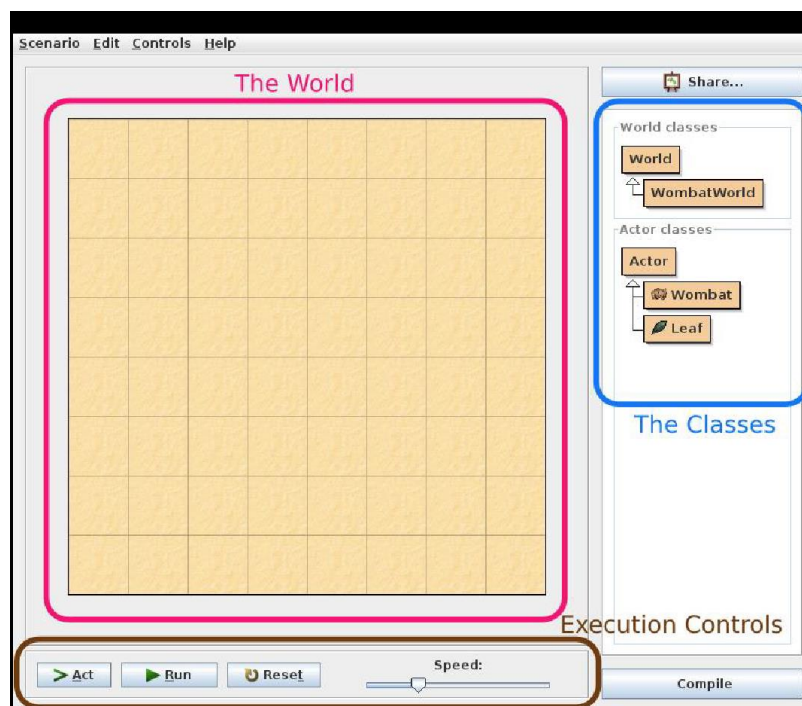 Scenario Edit Controls Help
The World
Share...
World classes
World
WombatWorld
Actor classes
Actor
Wombat
Leaf
The Classes
Execution Controls
Act Run Reset Speed:
Compile